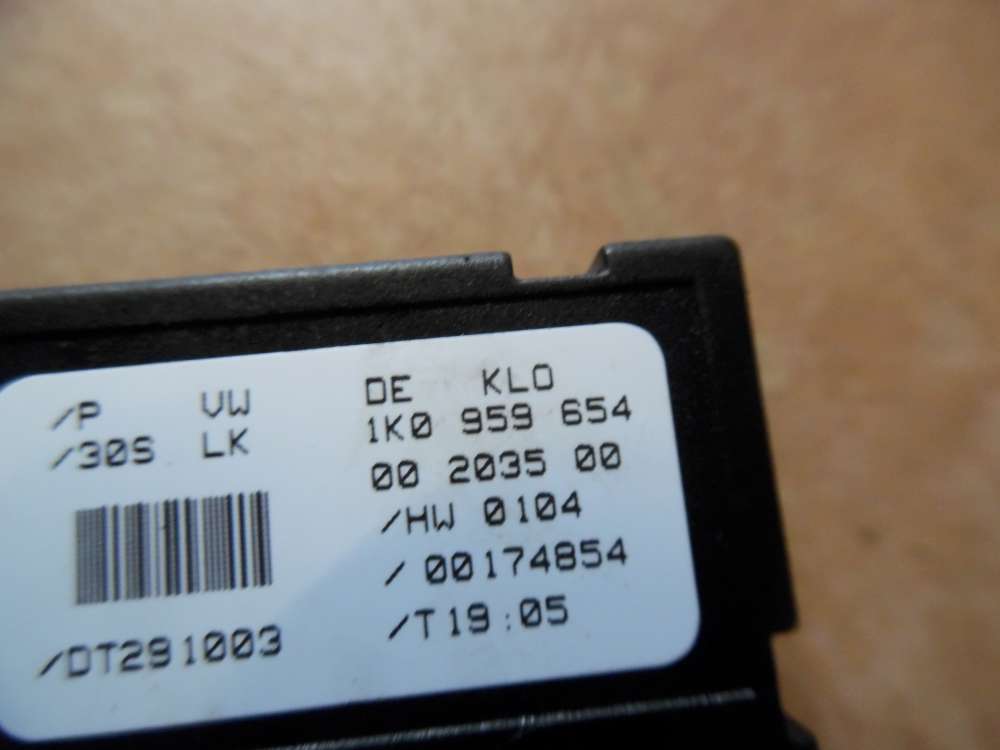 /P VW DE KLO
/30S LK 1K0 959 654
00 2035 00
/HW 0104
/00174854
/DT291003 /T19:05